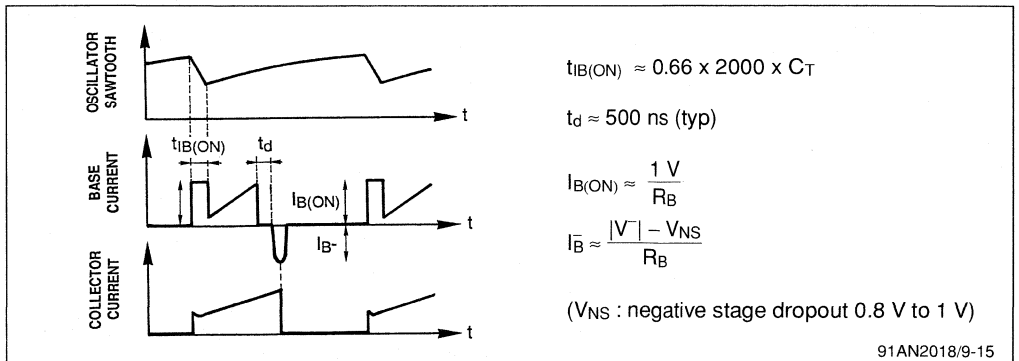 OSCILLATOR
SAWTOOTH
t
tIB(ON) ≈ 0.66 x 2000 x CT
td ≈ 500 ns (typ)
BASE
CURRENT
tIB(ON)
td
IB(ON)
IB-
t
IB(ON) ≈ 1 V / RB
IB¯ ≈ |V¯| – VNS / RB
COLLECTOR
CURRENT
t
(VNS : negative stage dropout 0.8 V to 1 V)
91AN2018/9-15